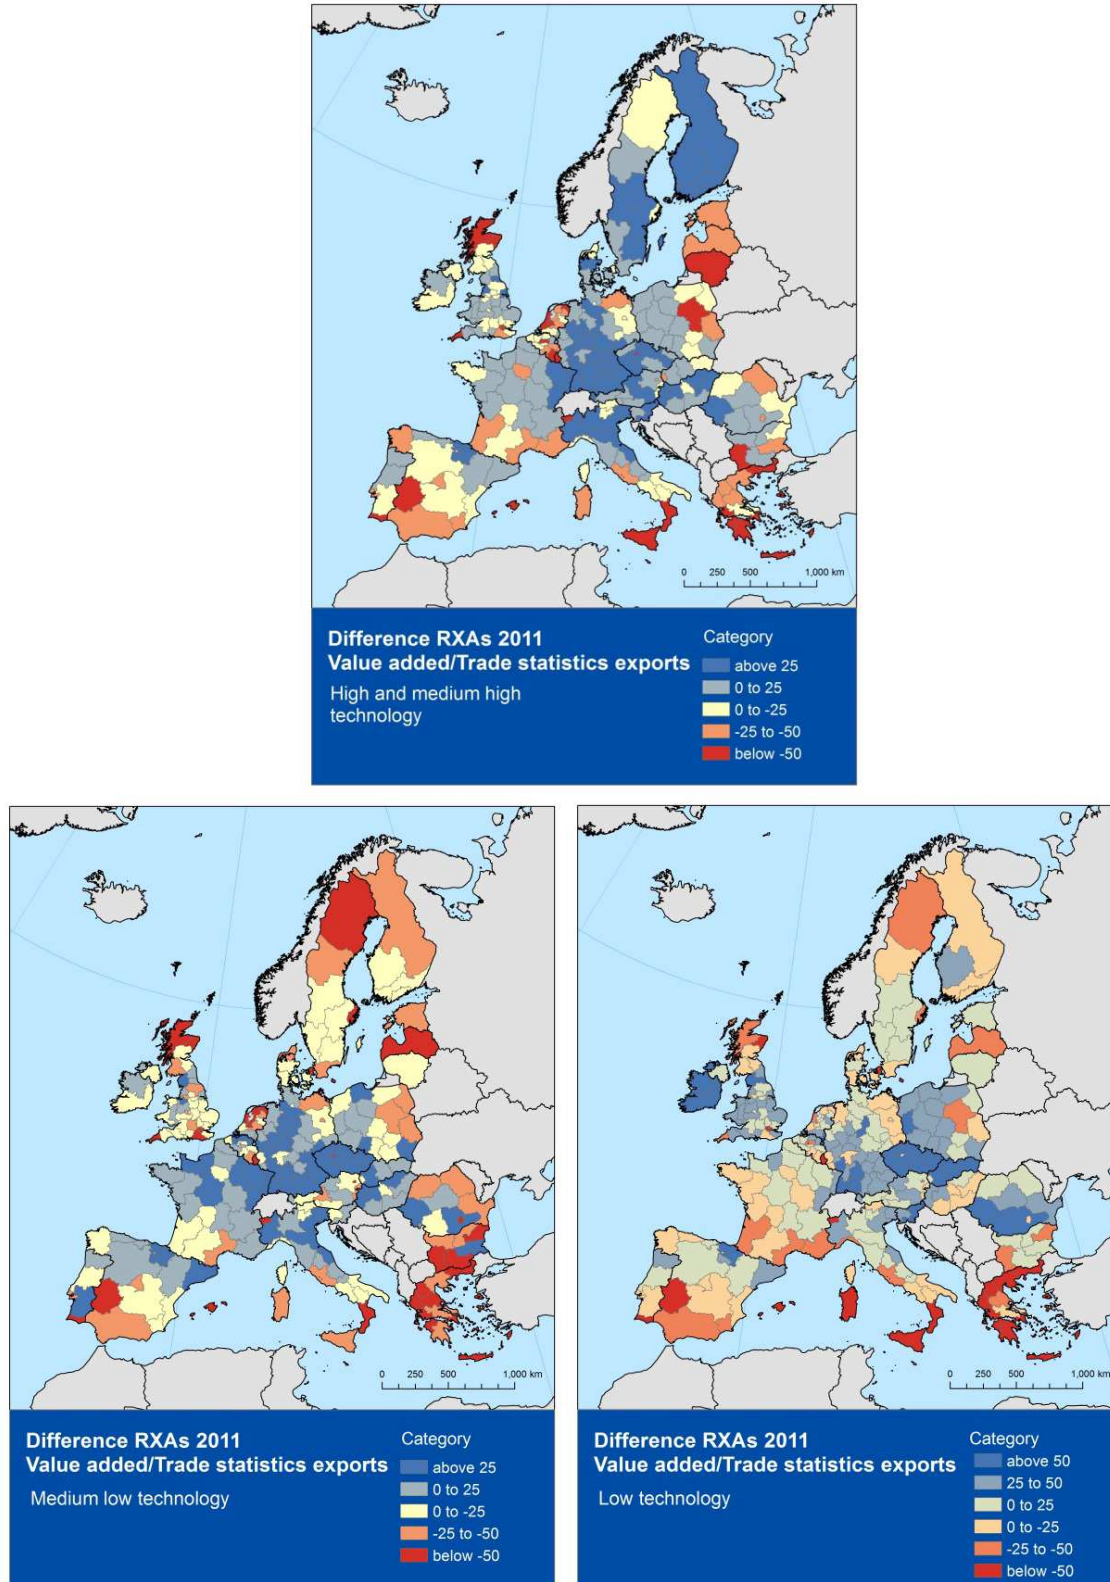 0 250 500 1,000 km
Difference RXAs 2011
Value added/Trade statistics exports
High and medium high
technology
Category
above 25
0 to 25
0 to -25
-25 to -50
below -50
0 250 500 1,000 km
Difference RXAs 2011
Value added/Trade statistics exports
Medium low technology
Category
above 25
0 to 25
0 to -25
-25 to -50
below -50
0 250 500 1,000 km
Difference RXAs 2011
Value added/Trade statistics exports
Low technology
Category
above 50
25 to 50
0 to 25
0 to -25
-25 to -50
below -50